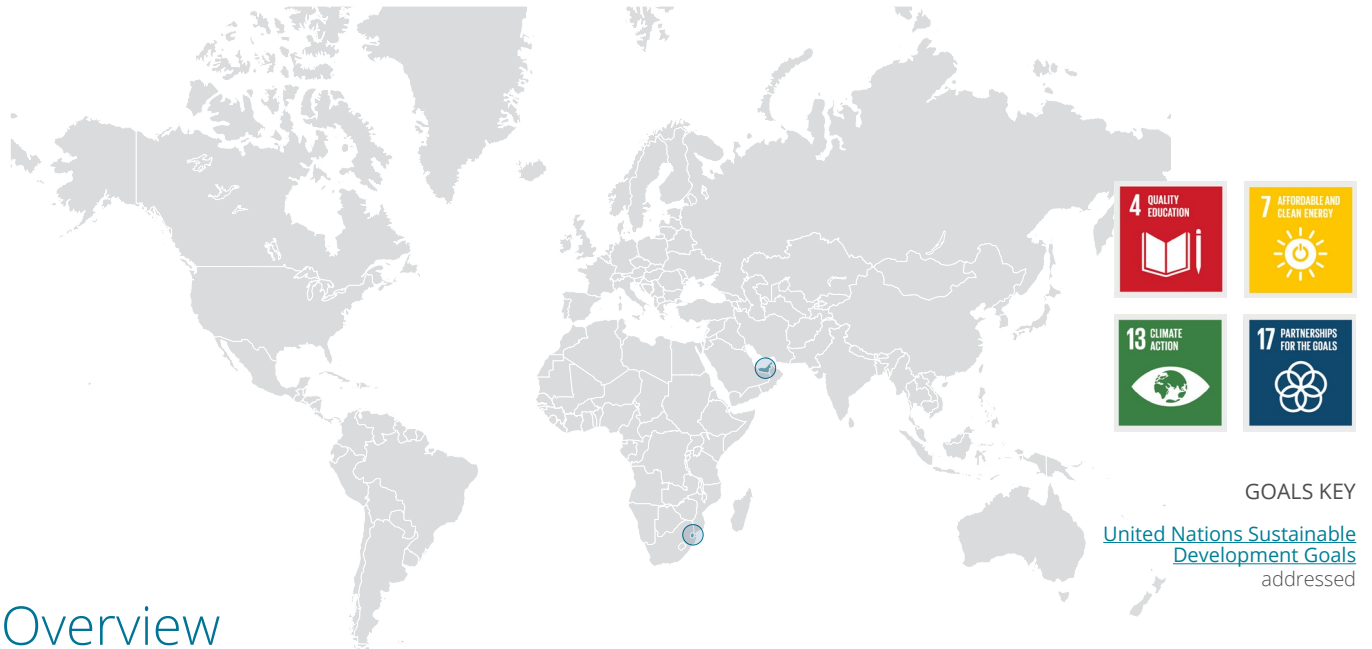 4 QUALITY
EDUCATION
7 AFFORDABLE AND
CLEAN ENERGY
13 CLIMATE
ACTION
17 PARTNERSHIPS
FOR THE GOALS
GOALS KEY
United Nations Sustainable
Development Goals
addressed
Overview